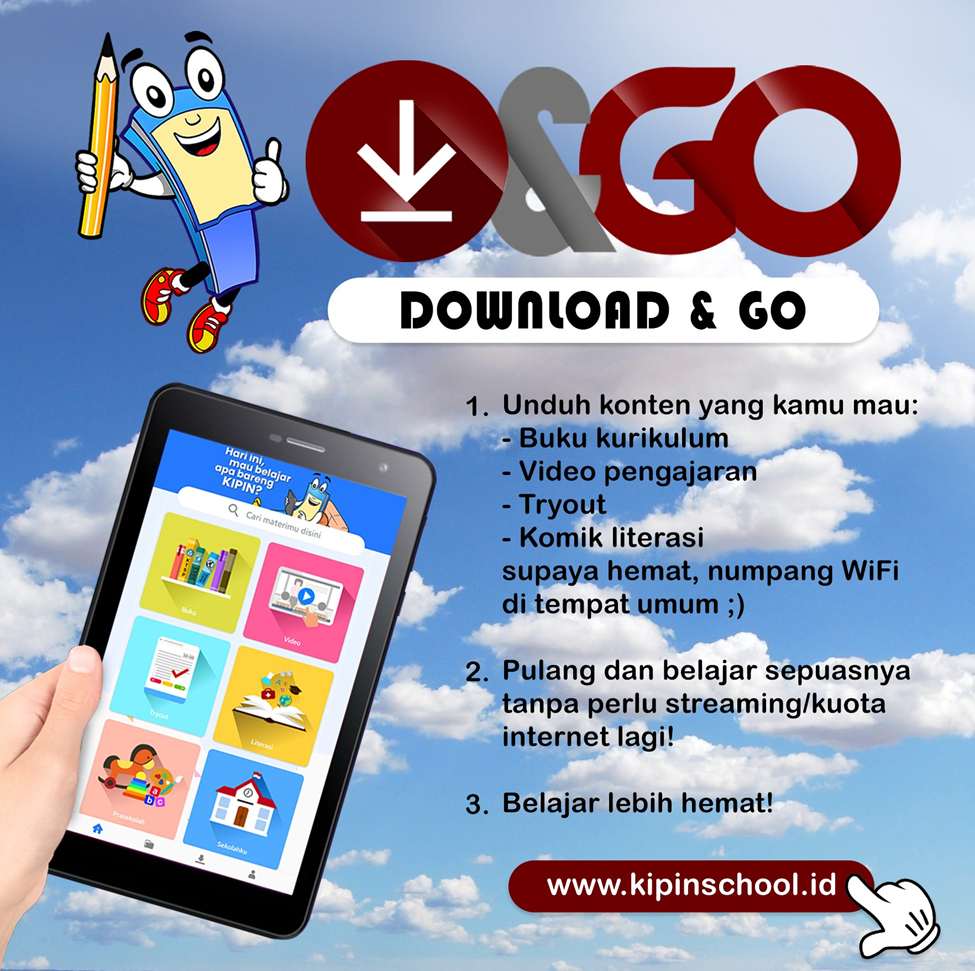 &GO
DOWNLOAD & GO
1. Unduh konten yang kamu mau:
- Buku kurikulum
- Video pengajaran
- Tryout
- Komik literasi
supaya hemat, numpang WiFi
di tempat umum ;)
2. Pulang dan belajar sepuasnya
tanpa perlu streaming/kuota
internet lagi!
3. Belajar lebih hemat!
www.kipinschool.id
Hari ini,
mau belajar
apa bareng
KIPIN?
Cari materimu disini
Buku
Video
Tryout
Literasi
Prasekolah
a
b c
Sekolahku